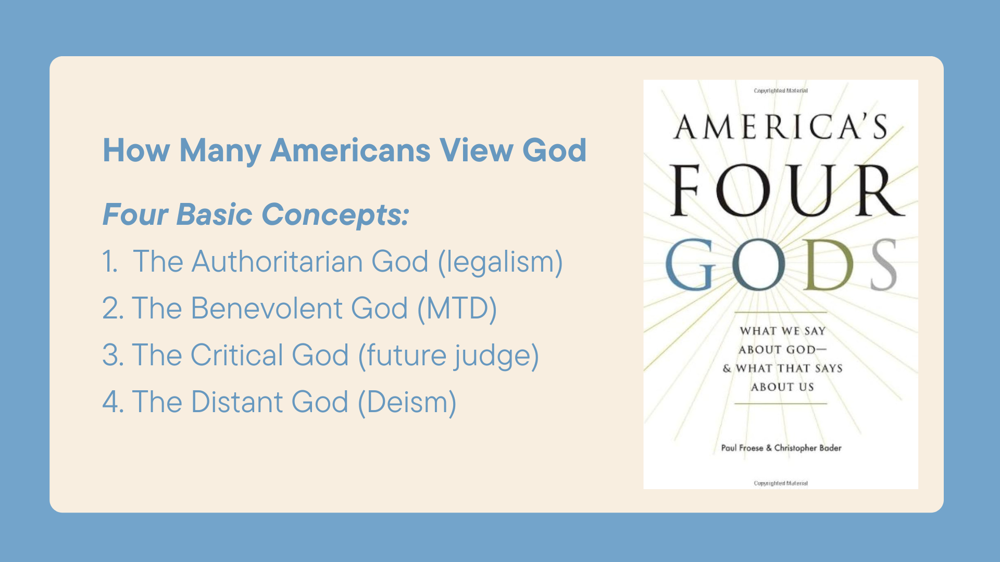 How Many Americans View God
Four Basic Concepts:
1. The Authoritarian God (legalism)
2. The Benevolent God (MTD)
3. The Critical God (future judge)
4. The Distant God (Deism)
Copyrighted Material
AMERICA'S
FOUR
GODS
WHAT WE SAY
ABOUT GOD—
& WHAT THAT SAYS
ABOUT US
Paul Froese & Christopher Bader
Copyrighted Material